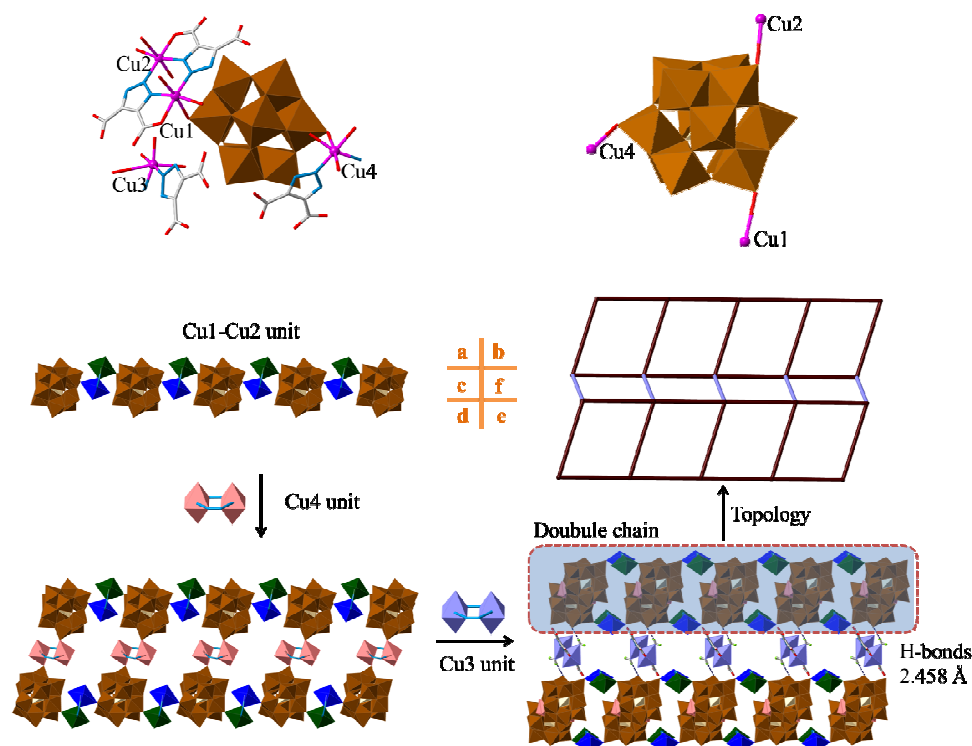 Cu2
Cu1
Cu3
Cu4
Cu2
Cu4
Cu1
Cu1-Cu2 unit
a b
c f
d e
Cu4 unit
Topology
Doubule chain
Cu3 unit
H-bonds
2.458 Å